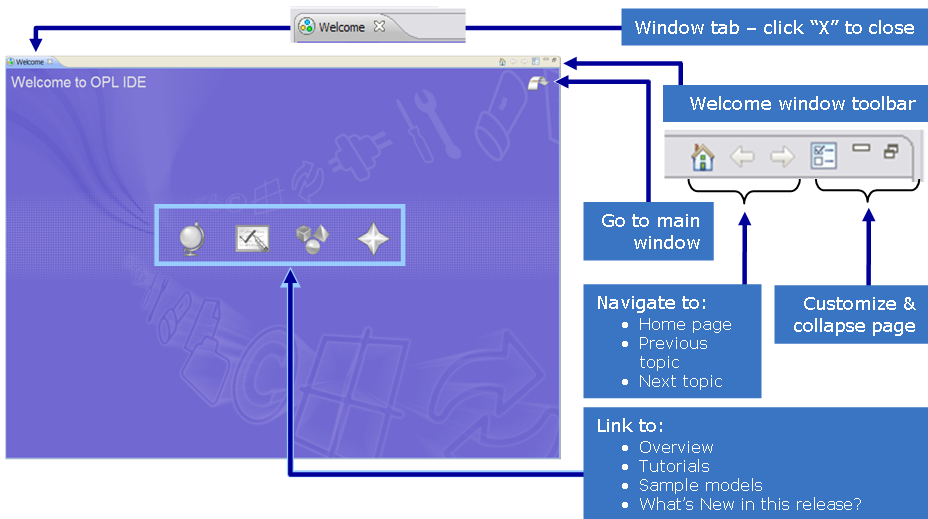 Welcome
Window tab – click “X” to close
Welcome
Welcome to OPL IDE
Welcome window toolbar
Go to main
window
Navigate to:
• Home page
• Previous
topic
• Next topic
Customize &
collapse page
Link to:
• Overview
• Tutorials
• Sample models
• What’s New in this release?